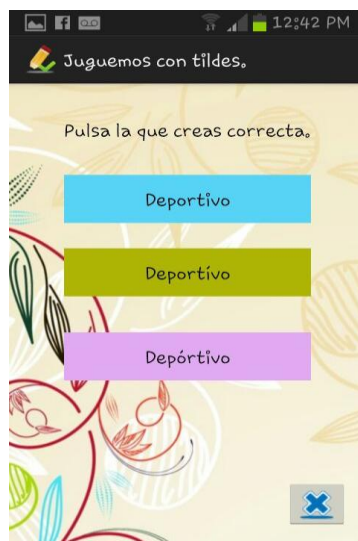 12:42 PM
Juguemos con tildes.
Pulsa la que creas correcta.
Deportivo
Deportívo
Depórtivo